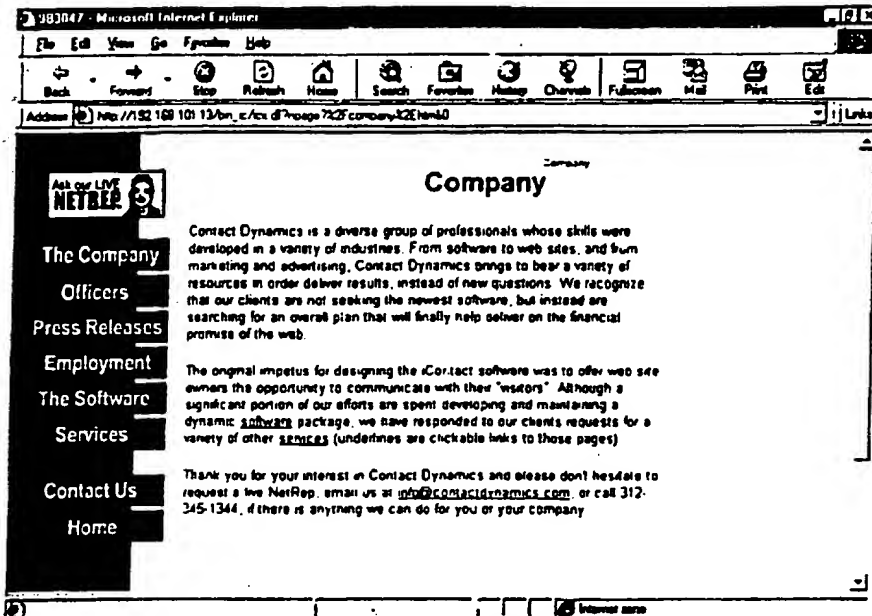 383047 - Microsoft Internet Explorer
File Edit View Go Favorites Help
Back Forward Stop Refresh Home Search Favorites History Channels Fullscreen Mail Print Edit
Address Links
Company
Company
Ask our LIVE
NETREP.
The Company
Officers
Press Releases
Employment
The Software
Services
Contact Us
Home
Contact Dynamics is a diverse group of professionals whose skills were
developed in a variety of industries. From software to web sites, and from
marketing and advertising, Contact Dynamics brings to bear a variety of
resources in order deliver results, instead of new questions. We recognize
that our clients are not seeking the newest software, but instead are
searching for an overall plan that will finally help deliver on the financial
promise of the web.
The original impetus for designing the iContact software was to offer web site
owners the opportunity to communicate with their "visitors". Although a
significant portion of our efforts are spent developing and maintaining a
dynamic software package, we have responded to our clients requests for a
variety of other services (underlines are clickable links to those pages)
Thank you for your interest in Contact Dynamics and please don't hesitate to
request a live NetRep, email us at info@contactdynamics.com, or call 312-
345-1344, if there is anything we can do for you or your company
Internet zone